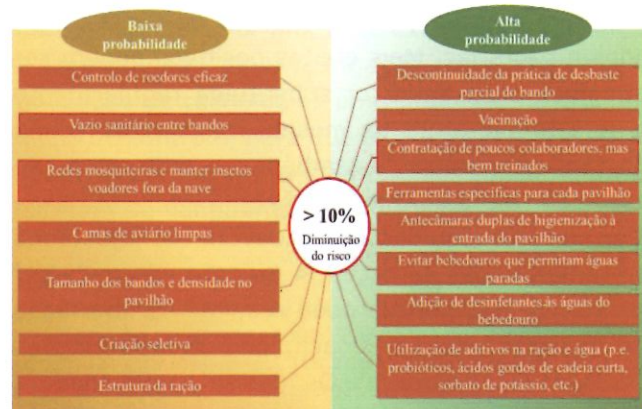 Baixa
probabilidade
Controlo de roedores eficaz
Vazio sanitário entre bandos
Redes mosquiteiras e manter insetos
voadores fora da nave
Camas de aviário limpas
Tamanho dos bandos e densidade no
pavilhão
Criação seletiva
Estrutura da ração
> 10%
Diminuição
do risco
Alta
probabilidade
Descontinuidade da prática de desbaste
parcial do bando
Vacinação
Contratação de poucos colaboradores, mas
bem treinados
Ferramentas específicas para cada pavilhão
Antecâmaras duplas de higienização à
entrada do pavilhão
Evitar bebedouros que permitam águas
paradas
Adição de desinfetantes às águas do
bebedouro
Utilização de aditivos na ração e água (p.e.
probióticos, ácidos gordos de cadeia curta,
sorbato de potássio, etc.)